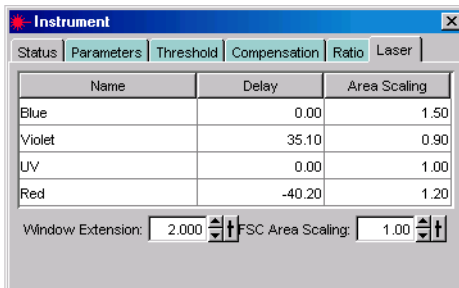 Instrument
Status Parameters Threshold Compensation Ratio Laser
Name Delay Area Scaling
Blue 0.00 1.50
Violet 35.10 0.90
UV 0.00 1.00
Red -40.20 1.20
Window Extension: 2.000 FSC Area Scaling: 1.00